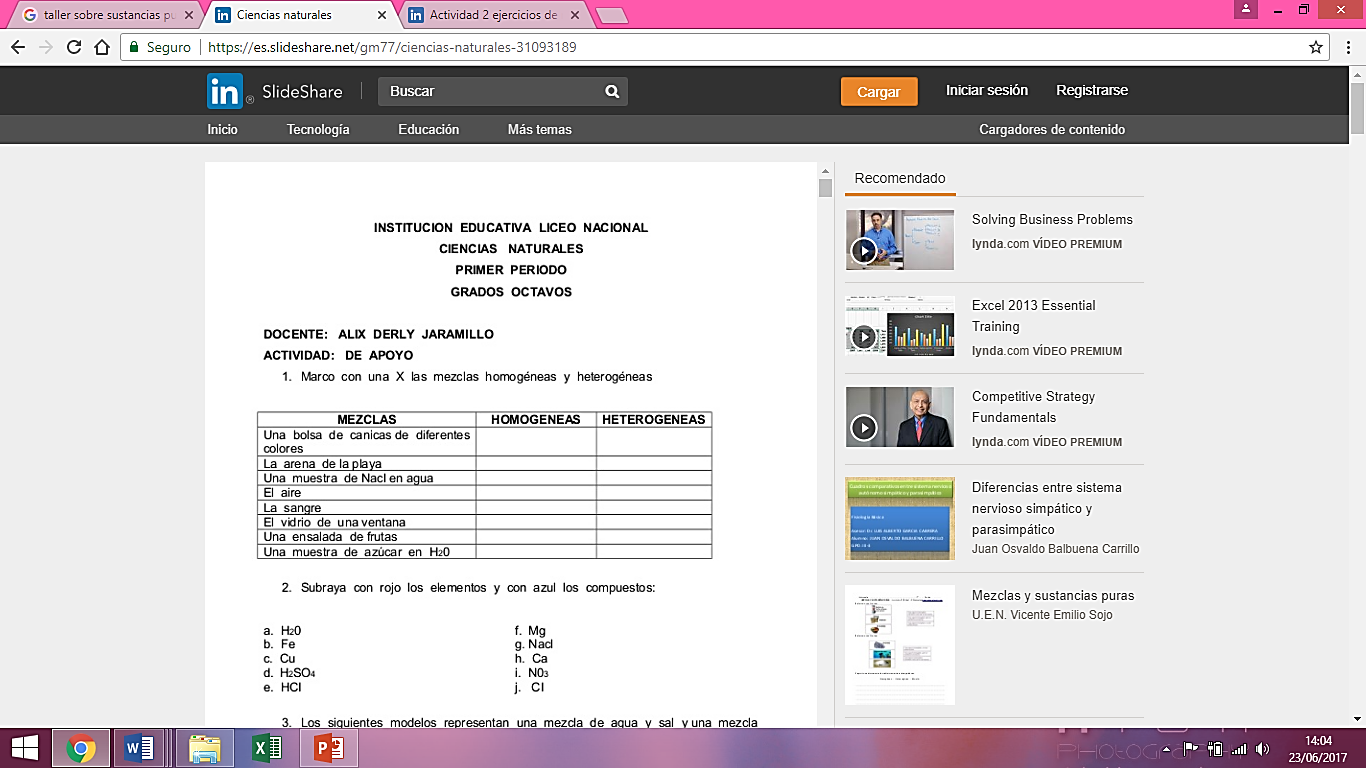 taller sobre sustancias pu
Ciencias naturales
Actividad 2 ejercicios de
Seguro
https://es.slideshare.net/gm77/ciencias-naturales-31093189
in ® SlideShare
Buscar
Cargar
Iniciar sesión
Registrarse
Inicio
Tecnología
Educación
Más temas
Cargadores de contenido
INSTITUCION EDUCATIVA LICEO NACIONAL
CIENCIAS NATURALES
PRIMER PERIODO
GRADOS OCTAVOS
DOCENTE: ALIX DERLY JARAMILLO
ACTIVIDAD: DE APOYO
1. Marco con una X las mezclas homogéneas y heterogéneas
MEZCLAS HOMOGENEAS HETEROGENEAS
Una bolsa de canicas de diferentes
colores
La arena de la playa
Una muestra de Nacl en agua
El aire
La sangre
El vidrio de una ventana
Una ensalada de frutas
Una muestra de azúcar en H20
2. Subraya con rojo los elementos y con azul los compuestos:
a. H20
b. Fe
c. Cu
d. H2SO4
e. HCl
f. Mg
g. Nacl
h. Ca
i. N03
j. Cl
3. Los siguientes modelos representan una mezcla de agua y sal y una mezcla
Recomendado
Solving Business Problems
lynda.com VÍDEO PREMIUM
Excel 2013 Essential
Training
lynda.com VÍDEO PREMIUM
Competitive Strategy
Fundamentals
lynda.com VÍDEO PREMIUM
Diferencias entre sistema
nervioso simpático y
parasimpático
Juan Osvaldo Balbuena Carrillo
Mezclas y sustancias puras
U.E.N. Vicente Emilio Sojo
14:04
23/06/2017